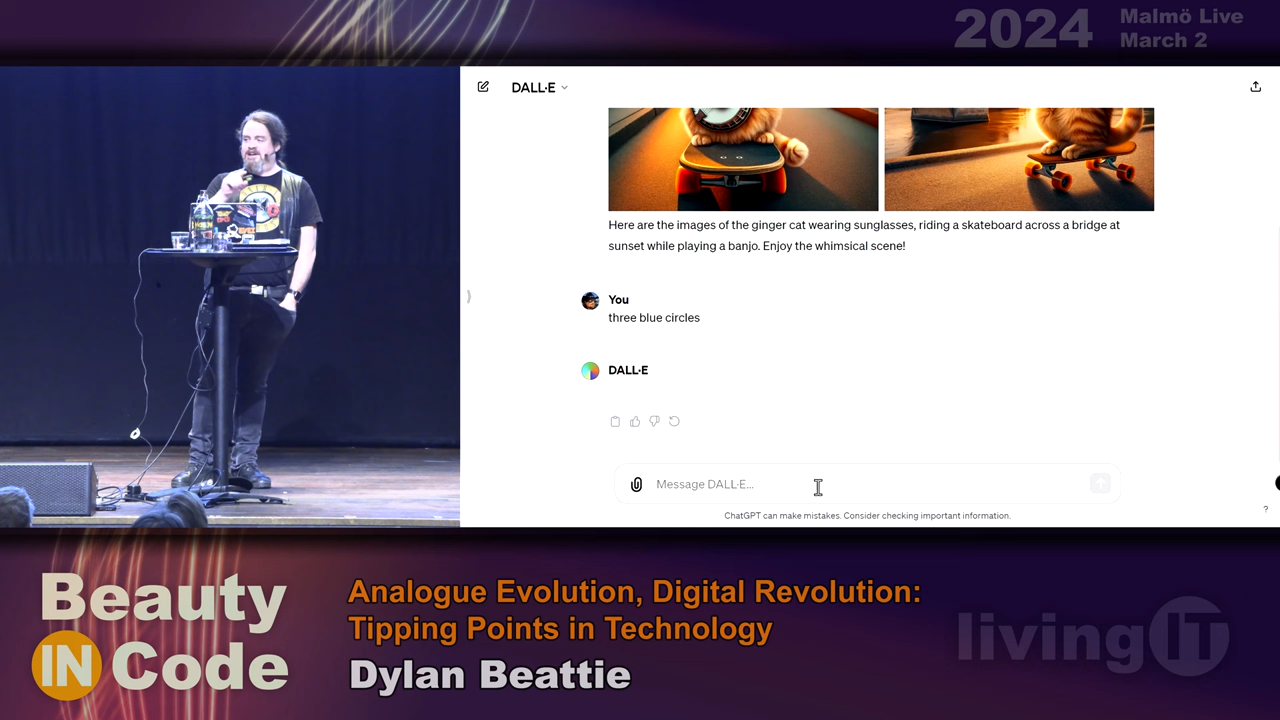 2024
Malmö Live
March 2
DALL·E
Here are the images of the ginger cat wearing sunglasses, riding a skateboard across a bridge at
sunset while playing a banjo. Enjoy the whimsical scene!
You
three blue circles
DALL·E
Message DALL·E...
ChatGPT can make mistakes. Consider checking important information.
?
Beauty
IN Code
Analogue Evolution, Digital Revolution:
Tipping Points in Technology
Dylan Beattie
livingIT